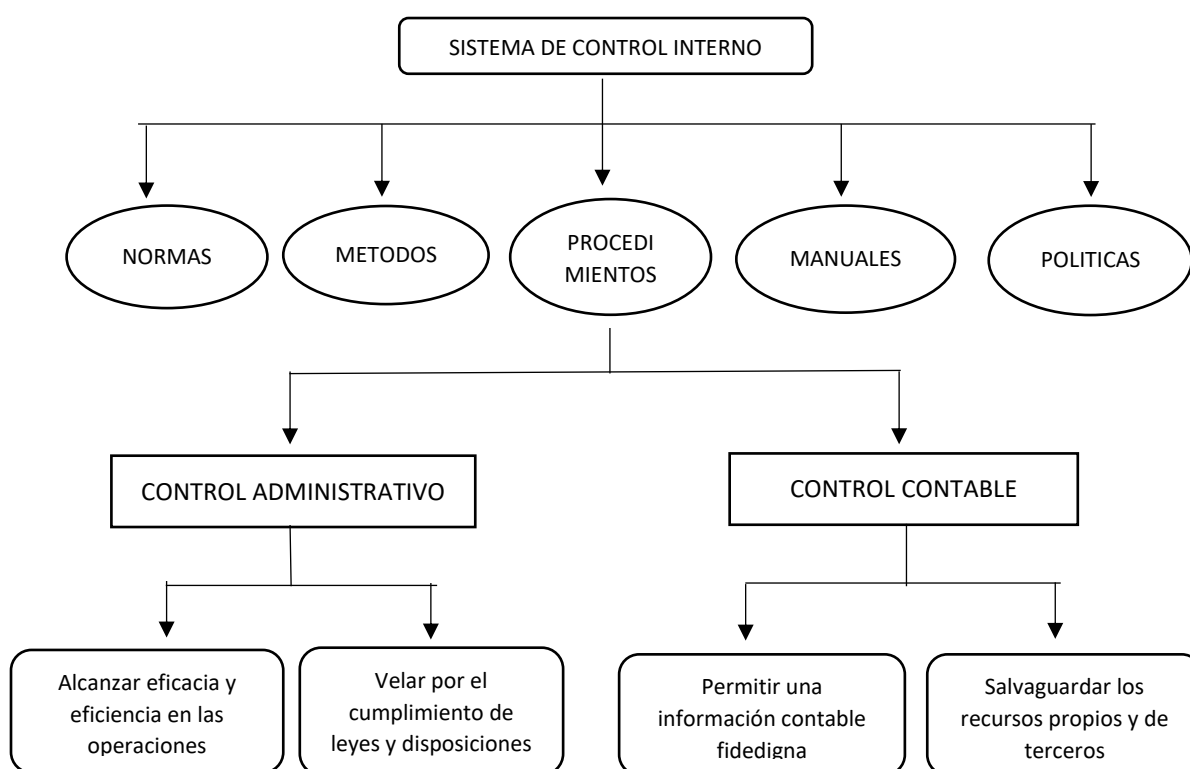 SISTEMA DE CONTROL INTERNO
NORMAS
METODOS
PROCEDI
MIENTOS
MANUALES
POLITICAS
CONTROL ADMINISTRATIVO
CONTROL CONTABLE
Alcanzar eficacia y
eficiencia en las
operaciones
Velar por el
cumplimiento de
leyes y disposiciones
Permitir una
información contable
fidedigna
Salvaguardar los
recursos propios y de
terceros